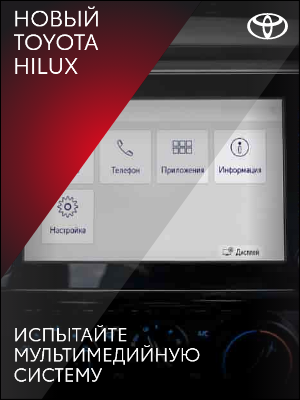 НОВЫЙ
TOYOTA
HILUX
Телефон
Приложения
Информация
Настройка
Дисплей
ИСПЫТАЙТЕ
МУЛЬТИМЕДИЙНУЮ
СИСТЕМУ